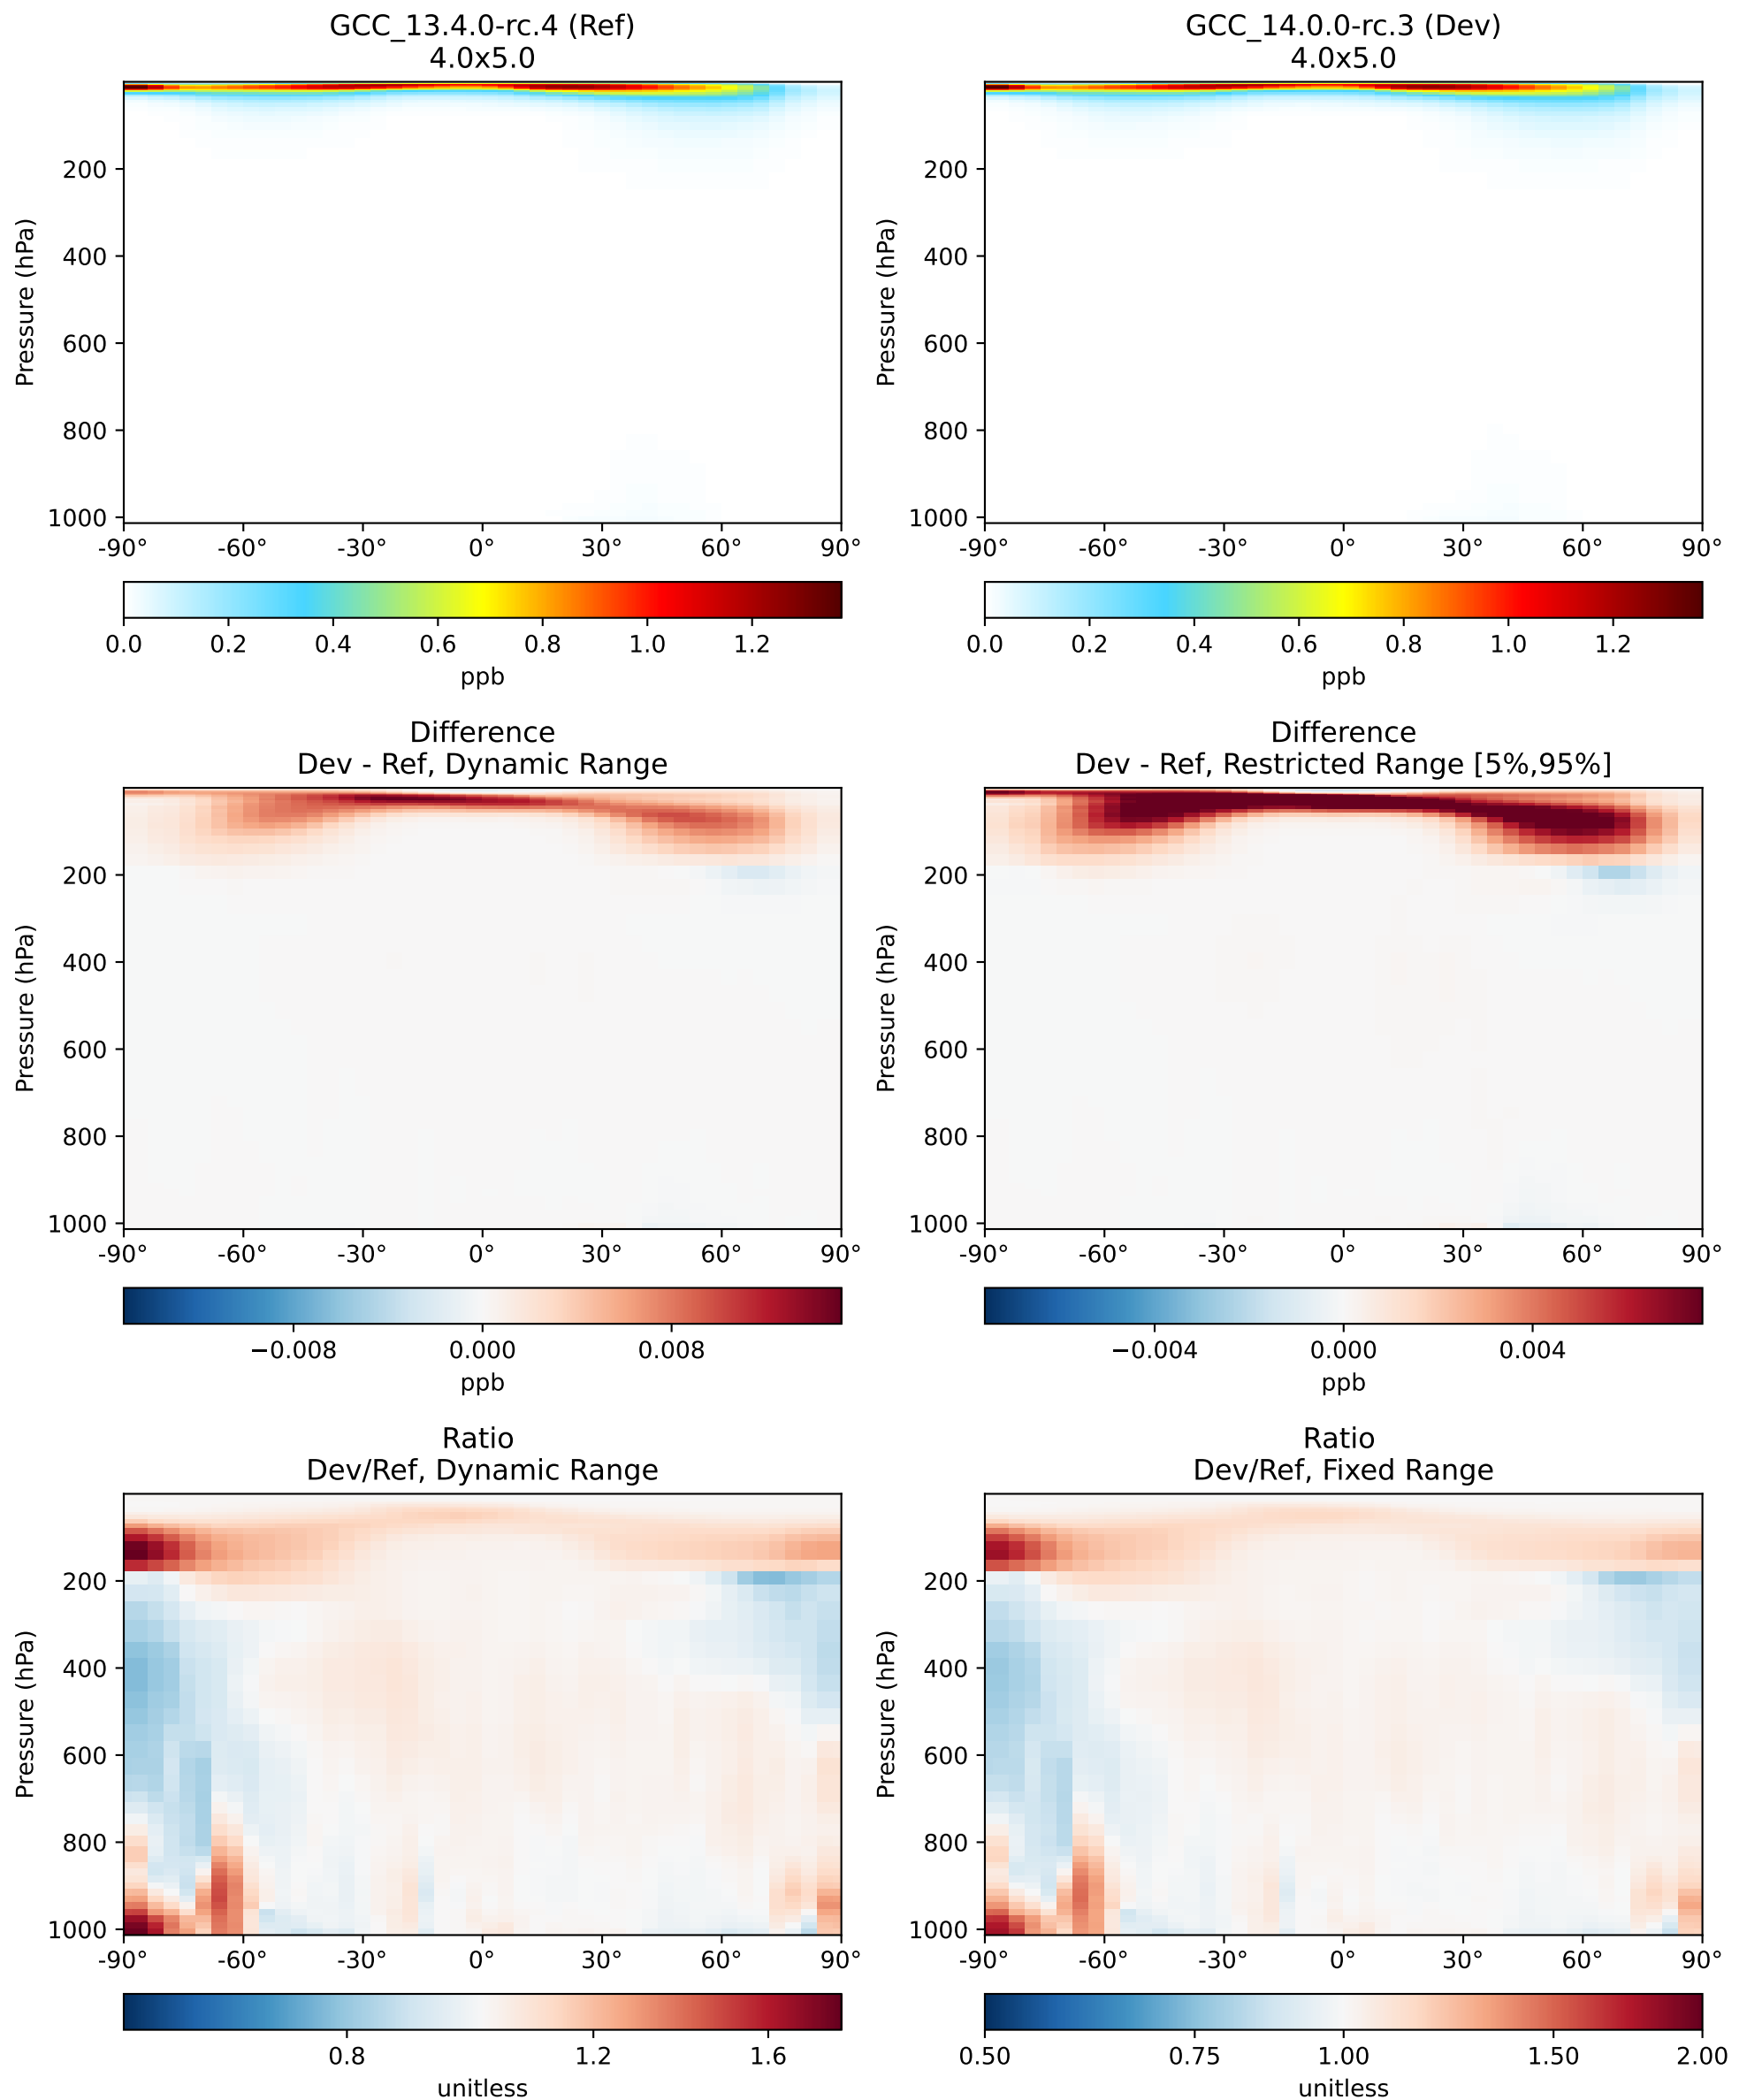 GCC_13.4.0-rc.4 (Ref)
4.0x5.0
GCC_14.0.0-rc.3 (Dev)
4.0x5.0
Pressure (hPa)
200
400
600
800
1000
-90° -60° -30° 0° 30° 60° 90°
0.0 0.2 0.4 0.6 0.8 1.0 1.2
ppb
Pressure (hPa)
200
400
600
800
1000
-90° -60° -30° 0° 30° 60° 90°
0.0 0.2 0.4 0.6 0.8 1.0 1.2
ppb
Difference
Dev - Ref, Dynamic Range
Pressure (hPa)
200
400
600
800
1000
-90° -60° -30° 0° 30° 60° 90°
−0.008 0.000 0.008
ppb
Difference
Dev - Ref, Restricted Range [5%,95%]
Pressure (hPa)
200
400
600
800
1000
-90° -60° -30° 0° 30° 60° 90°
−0.004 0.000 0.004
ppb
Ratio
Dev/Ref, Dynamic Range
Pressure (hPa)
200
400
600
800
1000
-90° -60° -30° 0° 30° 60° 90°
0.8 1.2 1.6
unitless
Ratio
Dev/Ref, Fixed Range
Pressure (hPa)
200
400
600
800
1000
-90° -60° -30° 0° 30° 60° 90°
0.50 0.75 1.00 1.50 2.00
unitless